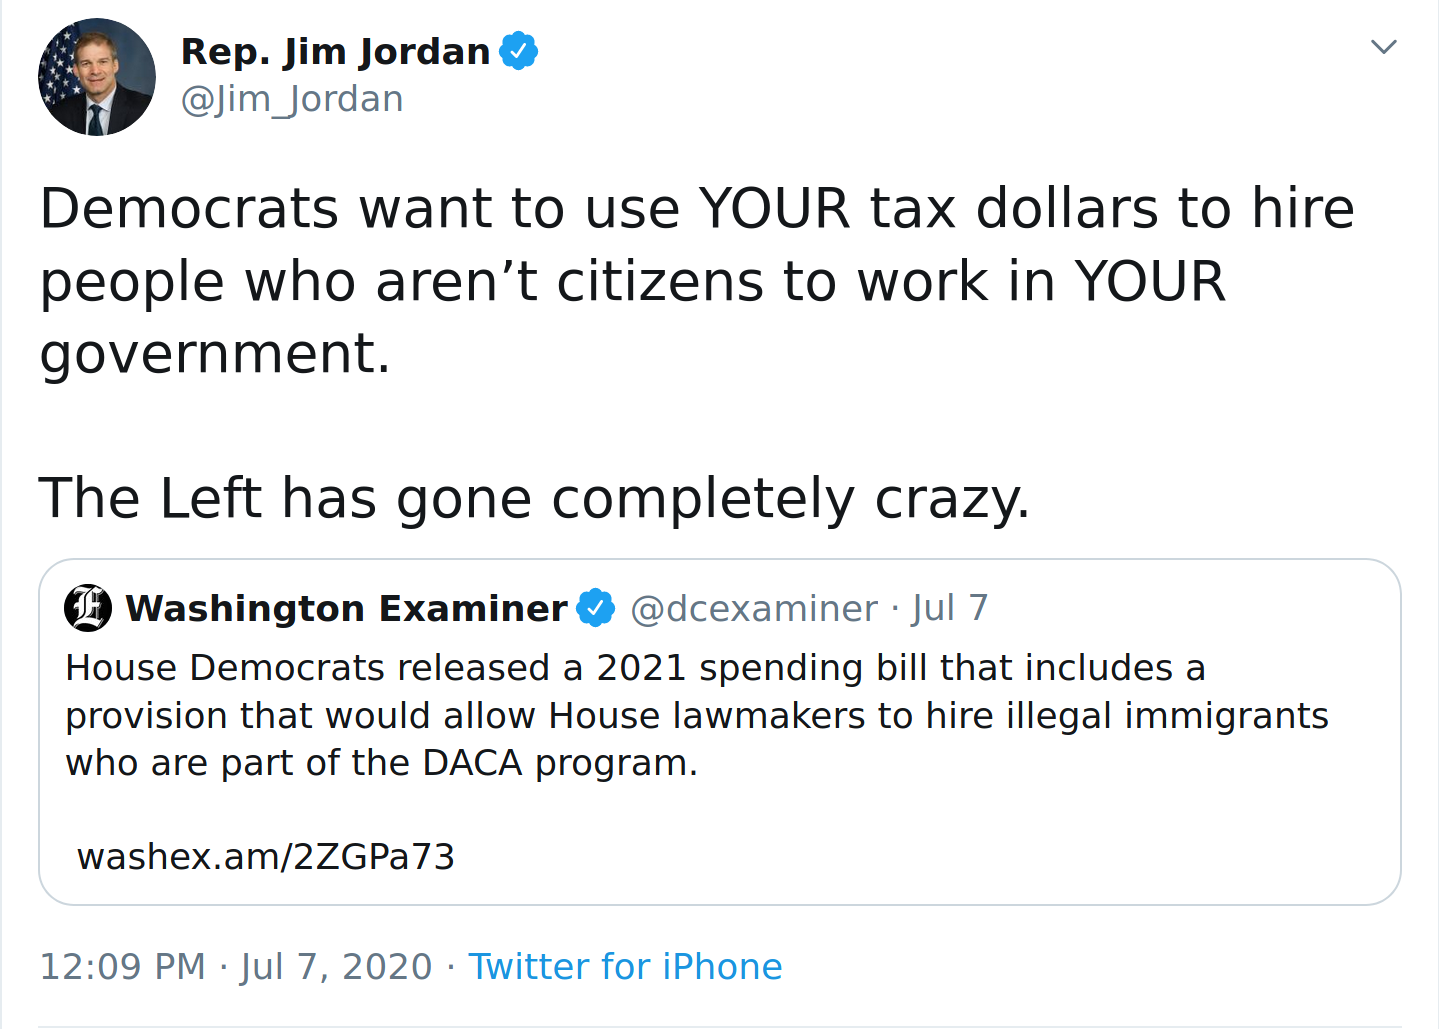 Rep. Jim Jordan
@Jim_Jordan
Democrats want to use YOUR tax dollars to hire
people who aren’t citizens to work in YOUR
government.
The Left has gone completely crazy.
Washington Examiner @dcexaminer · Jul 7
House Democrats released a 2021 spending bill that includes a
provision that would allow House lawmakers to hire illegal immigrants
who are part of the DACA program.
washex.am/2ZGPa73
12:09 PM · Jul 7, 2020 · Twitter for iPhone